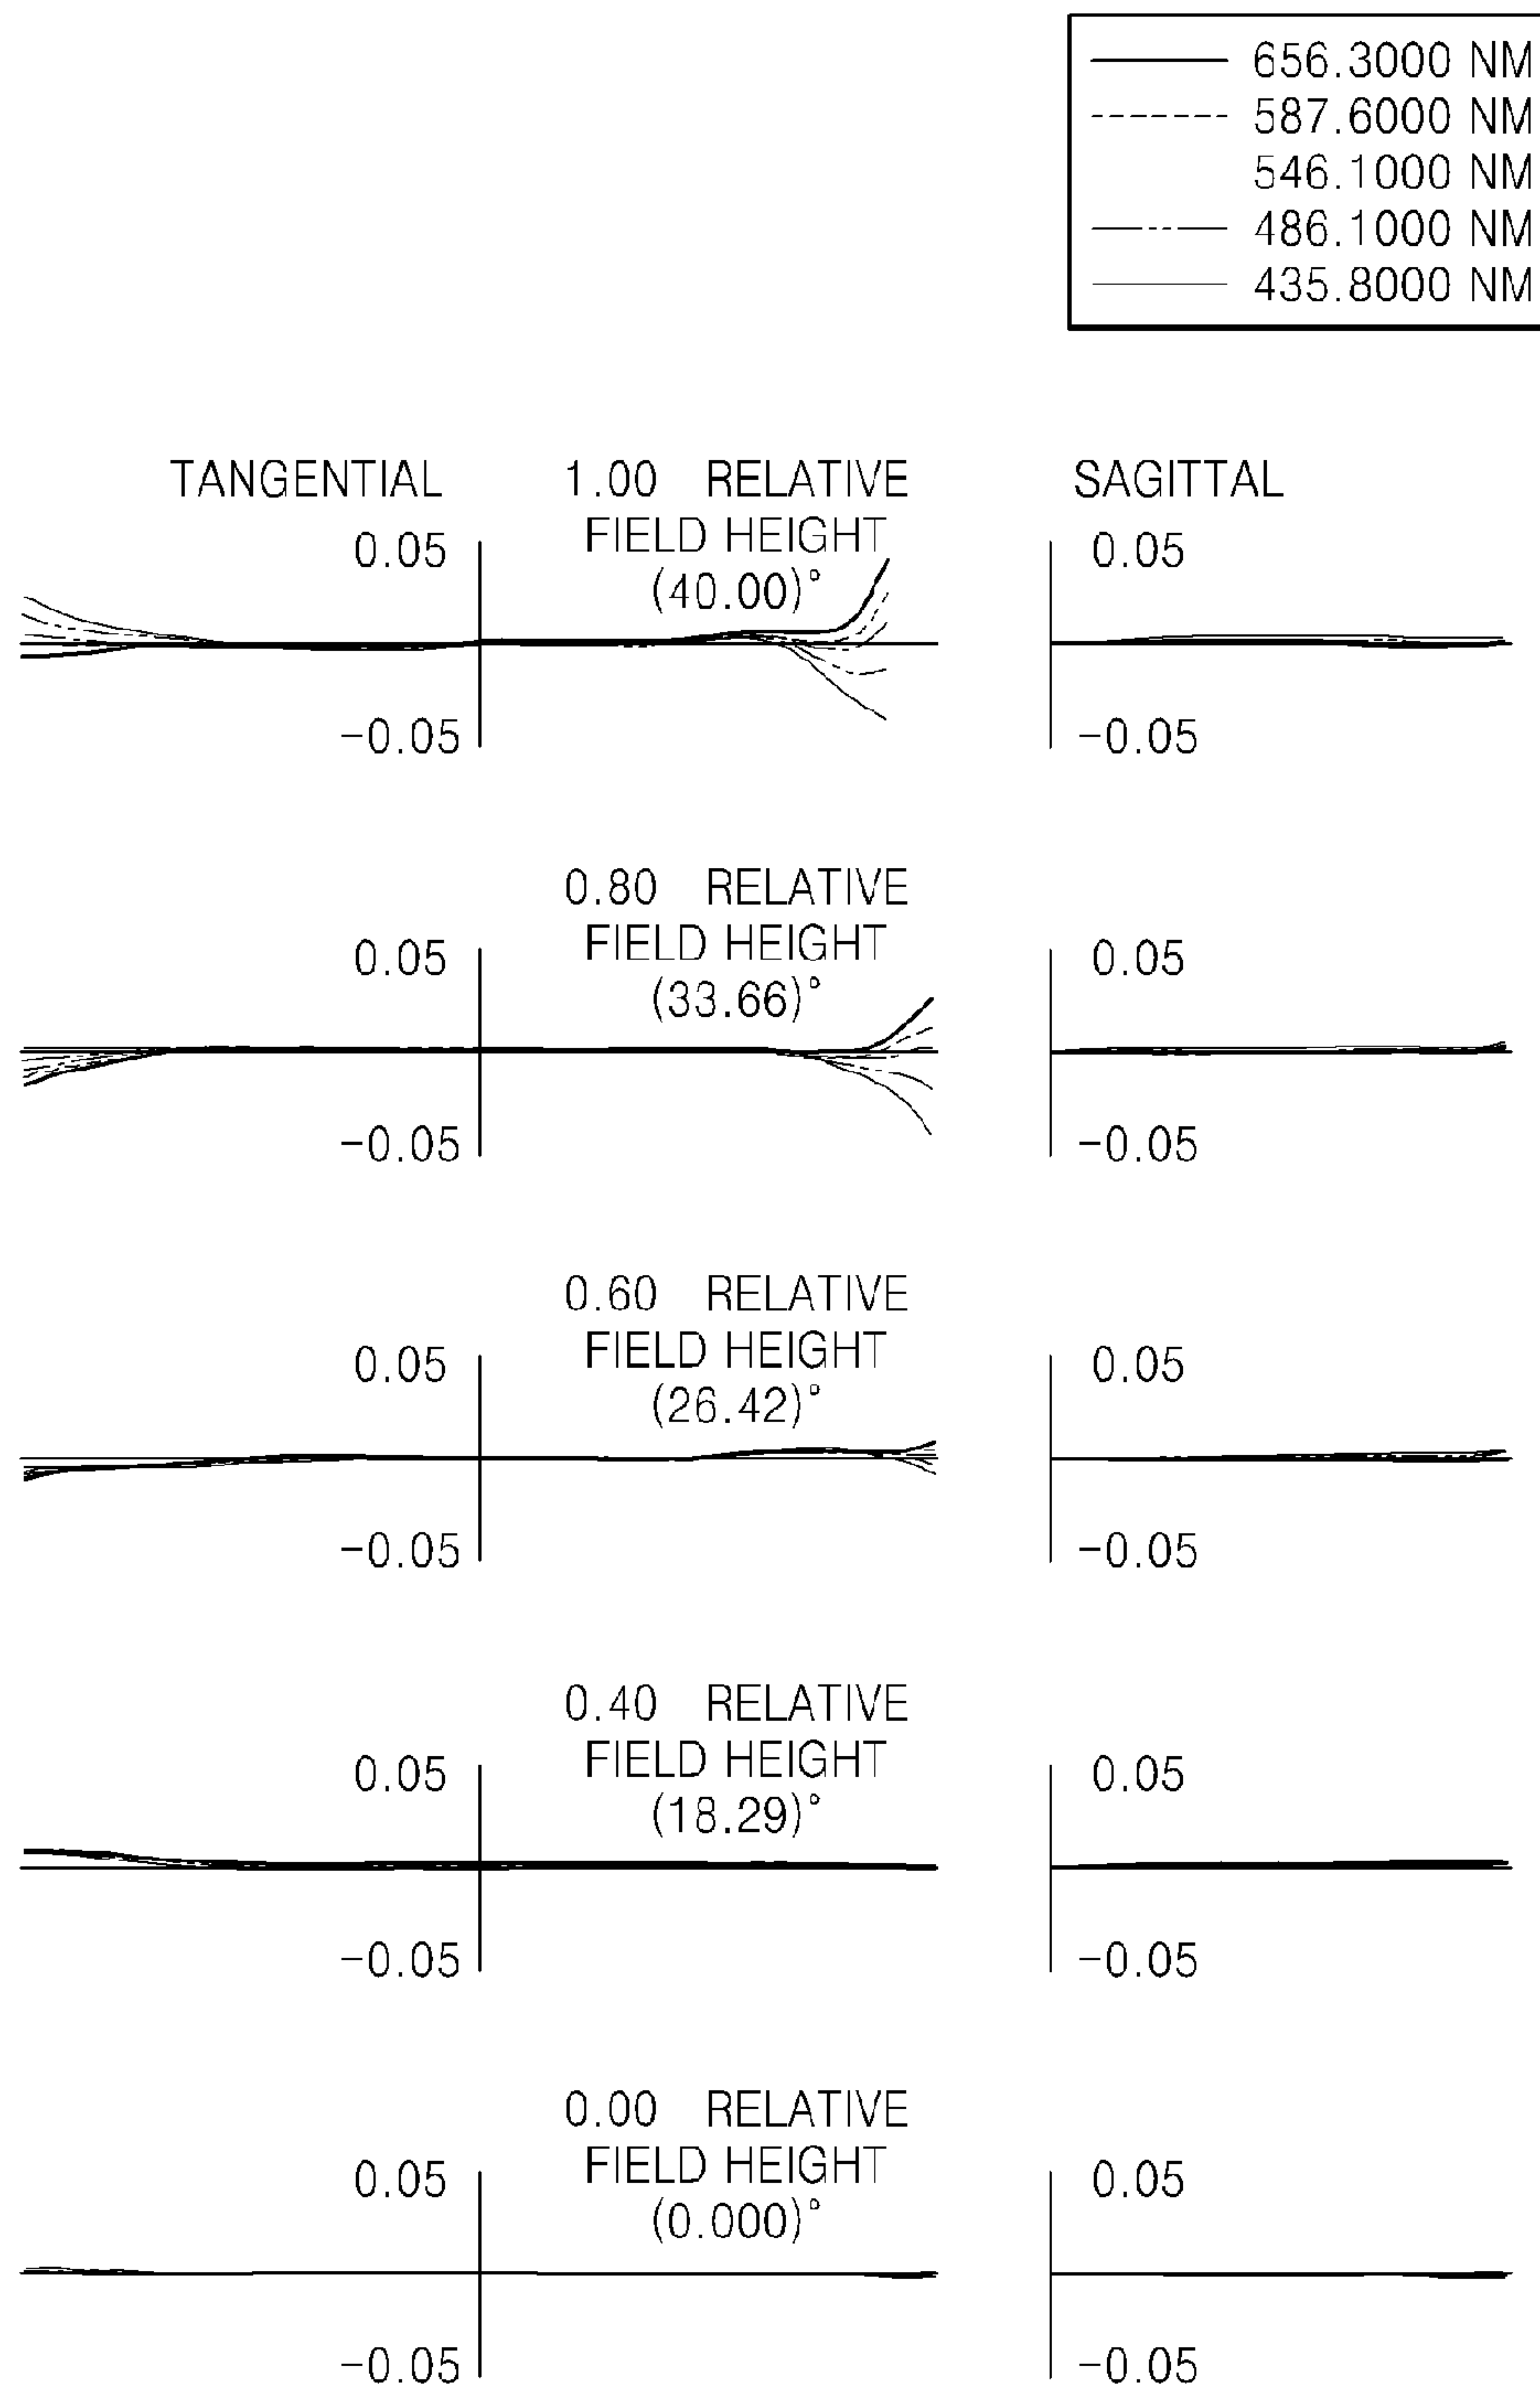 656.3000 NM
587.6000 NM
546.1000 NM
486.1000 NM
435.8000 NM
TANGENTIAL
1.00 RELATIVE
FIELD HEIGHT
(40.00)°
SAGITTAL
0.05
-0.05
0.05
-0.05
0.80 RELATIVE
FIELD HEIGHT
(33.66)°
0.05
-0.05
0.05
-0.05
0.60 RELATIVE
FIELD HEIGHT
(26.42)°
0.05
-0.05
0.05
-0.05
0.40 RELATIVE
FIELD HEIGHT
(18.29)°
0.05
-0.05
0.05
-0.05
0.00 RELATIVE
FIELD HEIGHT
(0.000)°
0.05
-0.05
0.05
-0.05